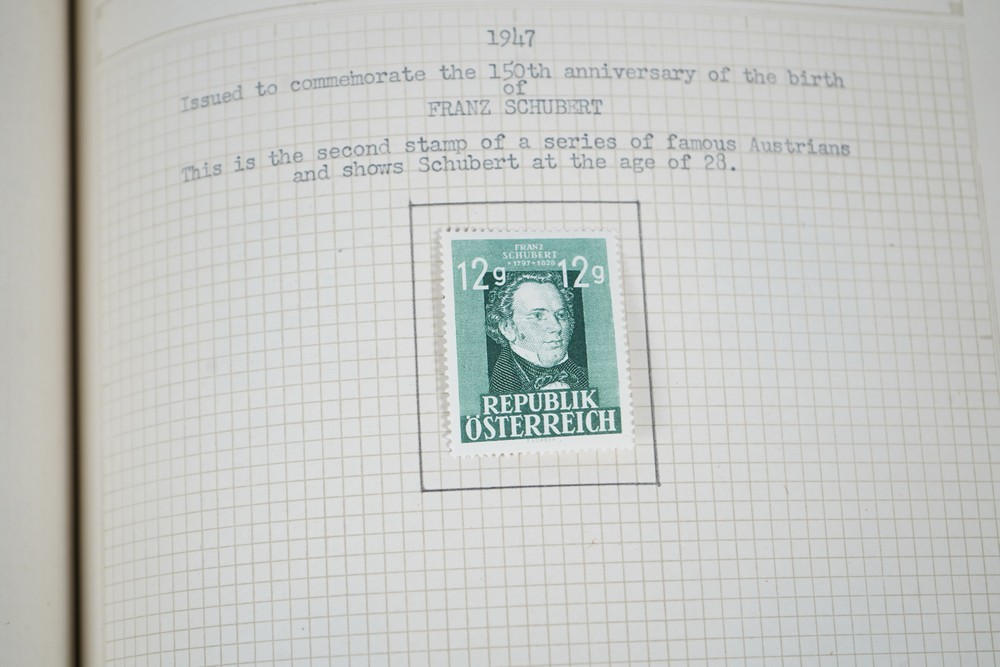 1947
Issued to commemorate the 150th anniversary of the birth
of
FRANZ SCHUBERT
This is the second stamp of a series of famous Austrians
and shows Schubert at the age of 28.
FRANZ
SCHUBERT
*1797-1828
12g 12g
REPUBLIK
ÖSTERREICH